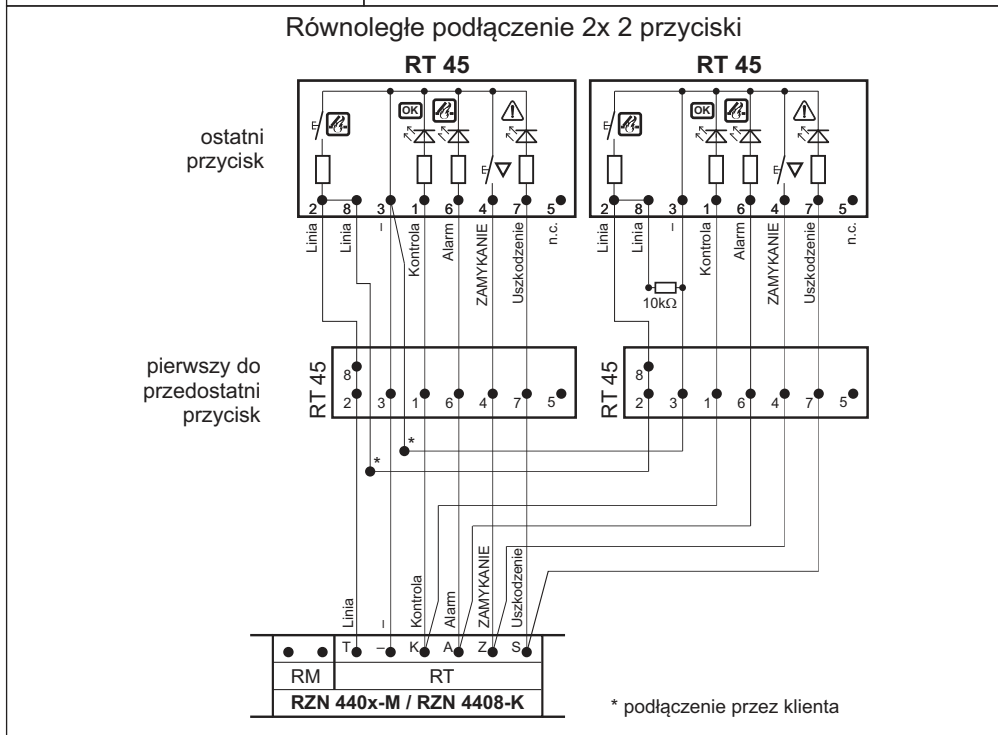 Równoległe podłączenie 2x 2 przyciski
RT 45 RT 45
OK OK
ostatni
przycisk
E E E E
2 8 3 1 6 4 7 5 2 8 3 1 6 4 7 5
Linia Linia – Kontrola Alarm ZAMYKANIE Uszkodzenie n.c. Linia Linia – Kontrola Alarm ZAMYKANIE Uszkodzenie n.c.
10kΩ
pierwszy do
przedostatni
przycisk
RT 45 RT 45
8 8
2 3 1 6 4 7 5 2 3 1 6 4 7 5
*
*
Linia – Kontrola Alarm ZAMYKANIE Uszkodzenie
T – K A Z S
RM RT
RZN 440x-M / RZN 4408-K
* podłączenie przez klienta